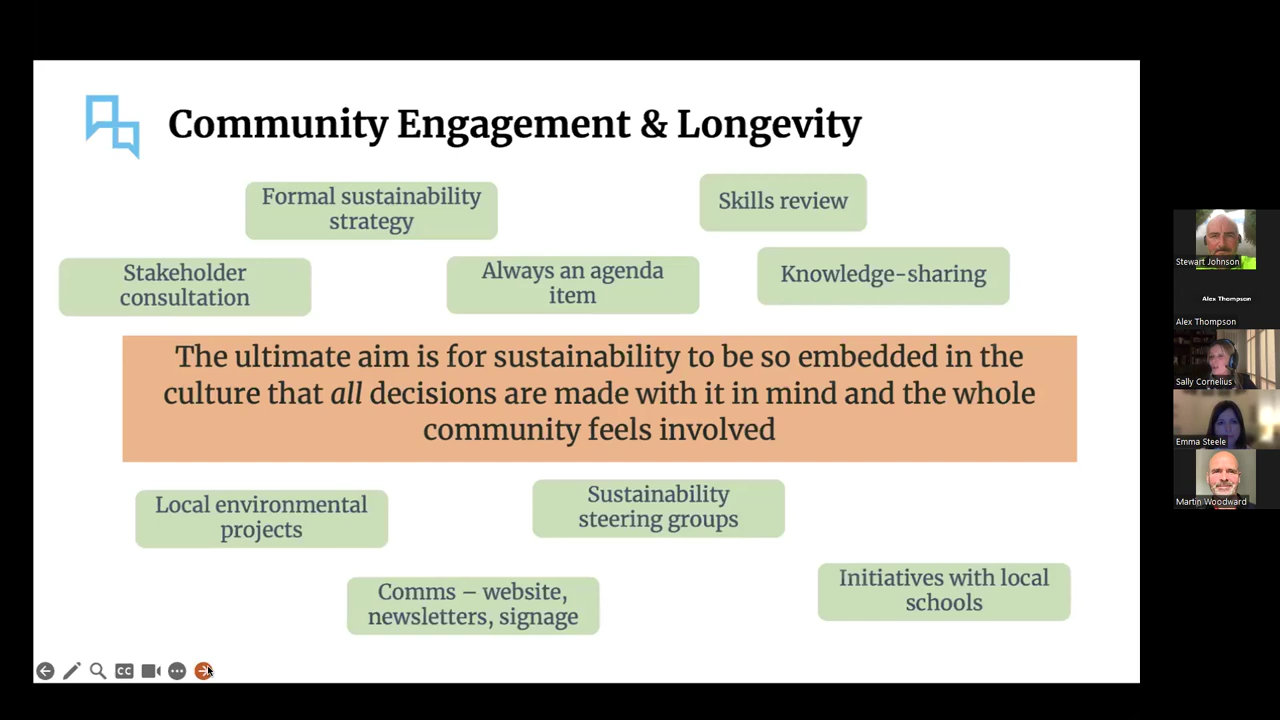 Community Engagement & Longevity
Formal sustainability
strategy
Skills review
Stakeholder
consultation
Always an agenda
item
Knowledge-sharing
The ultimate aim is for sustainability to be so embedded in the
culture that all decisions are made with it in mind and the whole
community feels involved
Local environmental
projects
Sustainability
steering groups
Comms – website,
newsletters, signage
Initiatives with local
schools
CC
Stewart Johnson
Alex Thompson
Alex Thompson
Sally Cornelius
Emma Steele
Martin Woodward